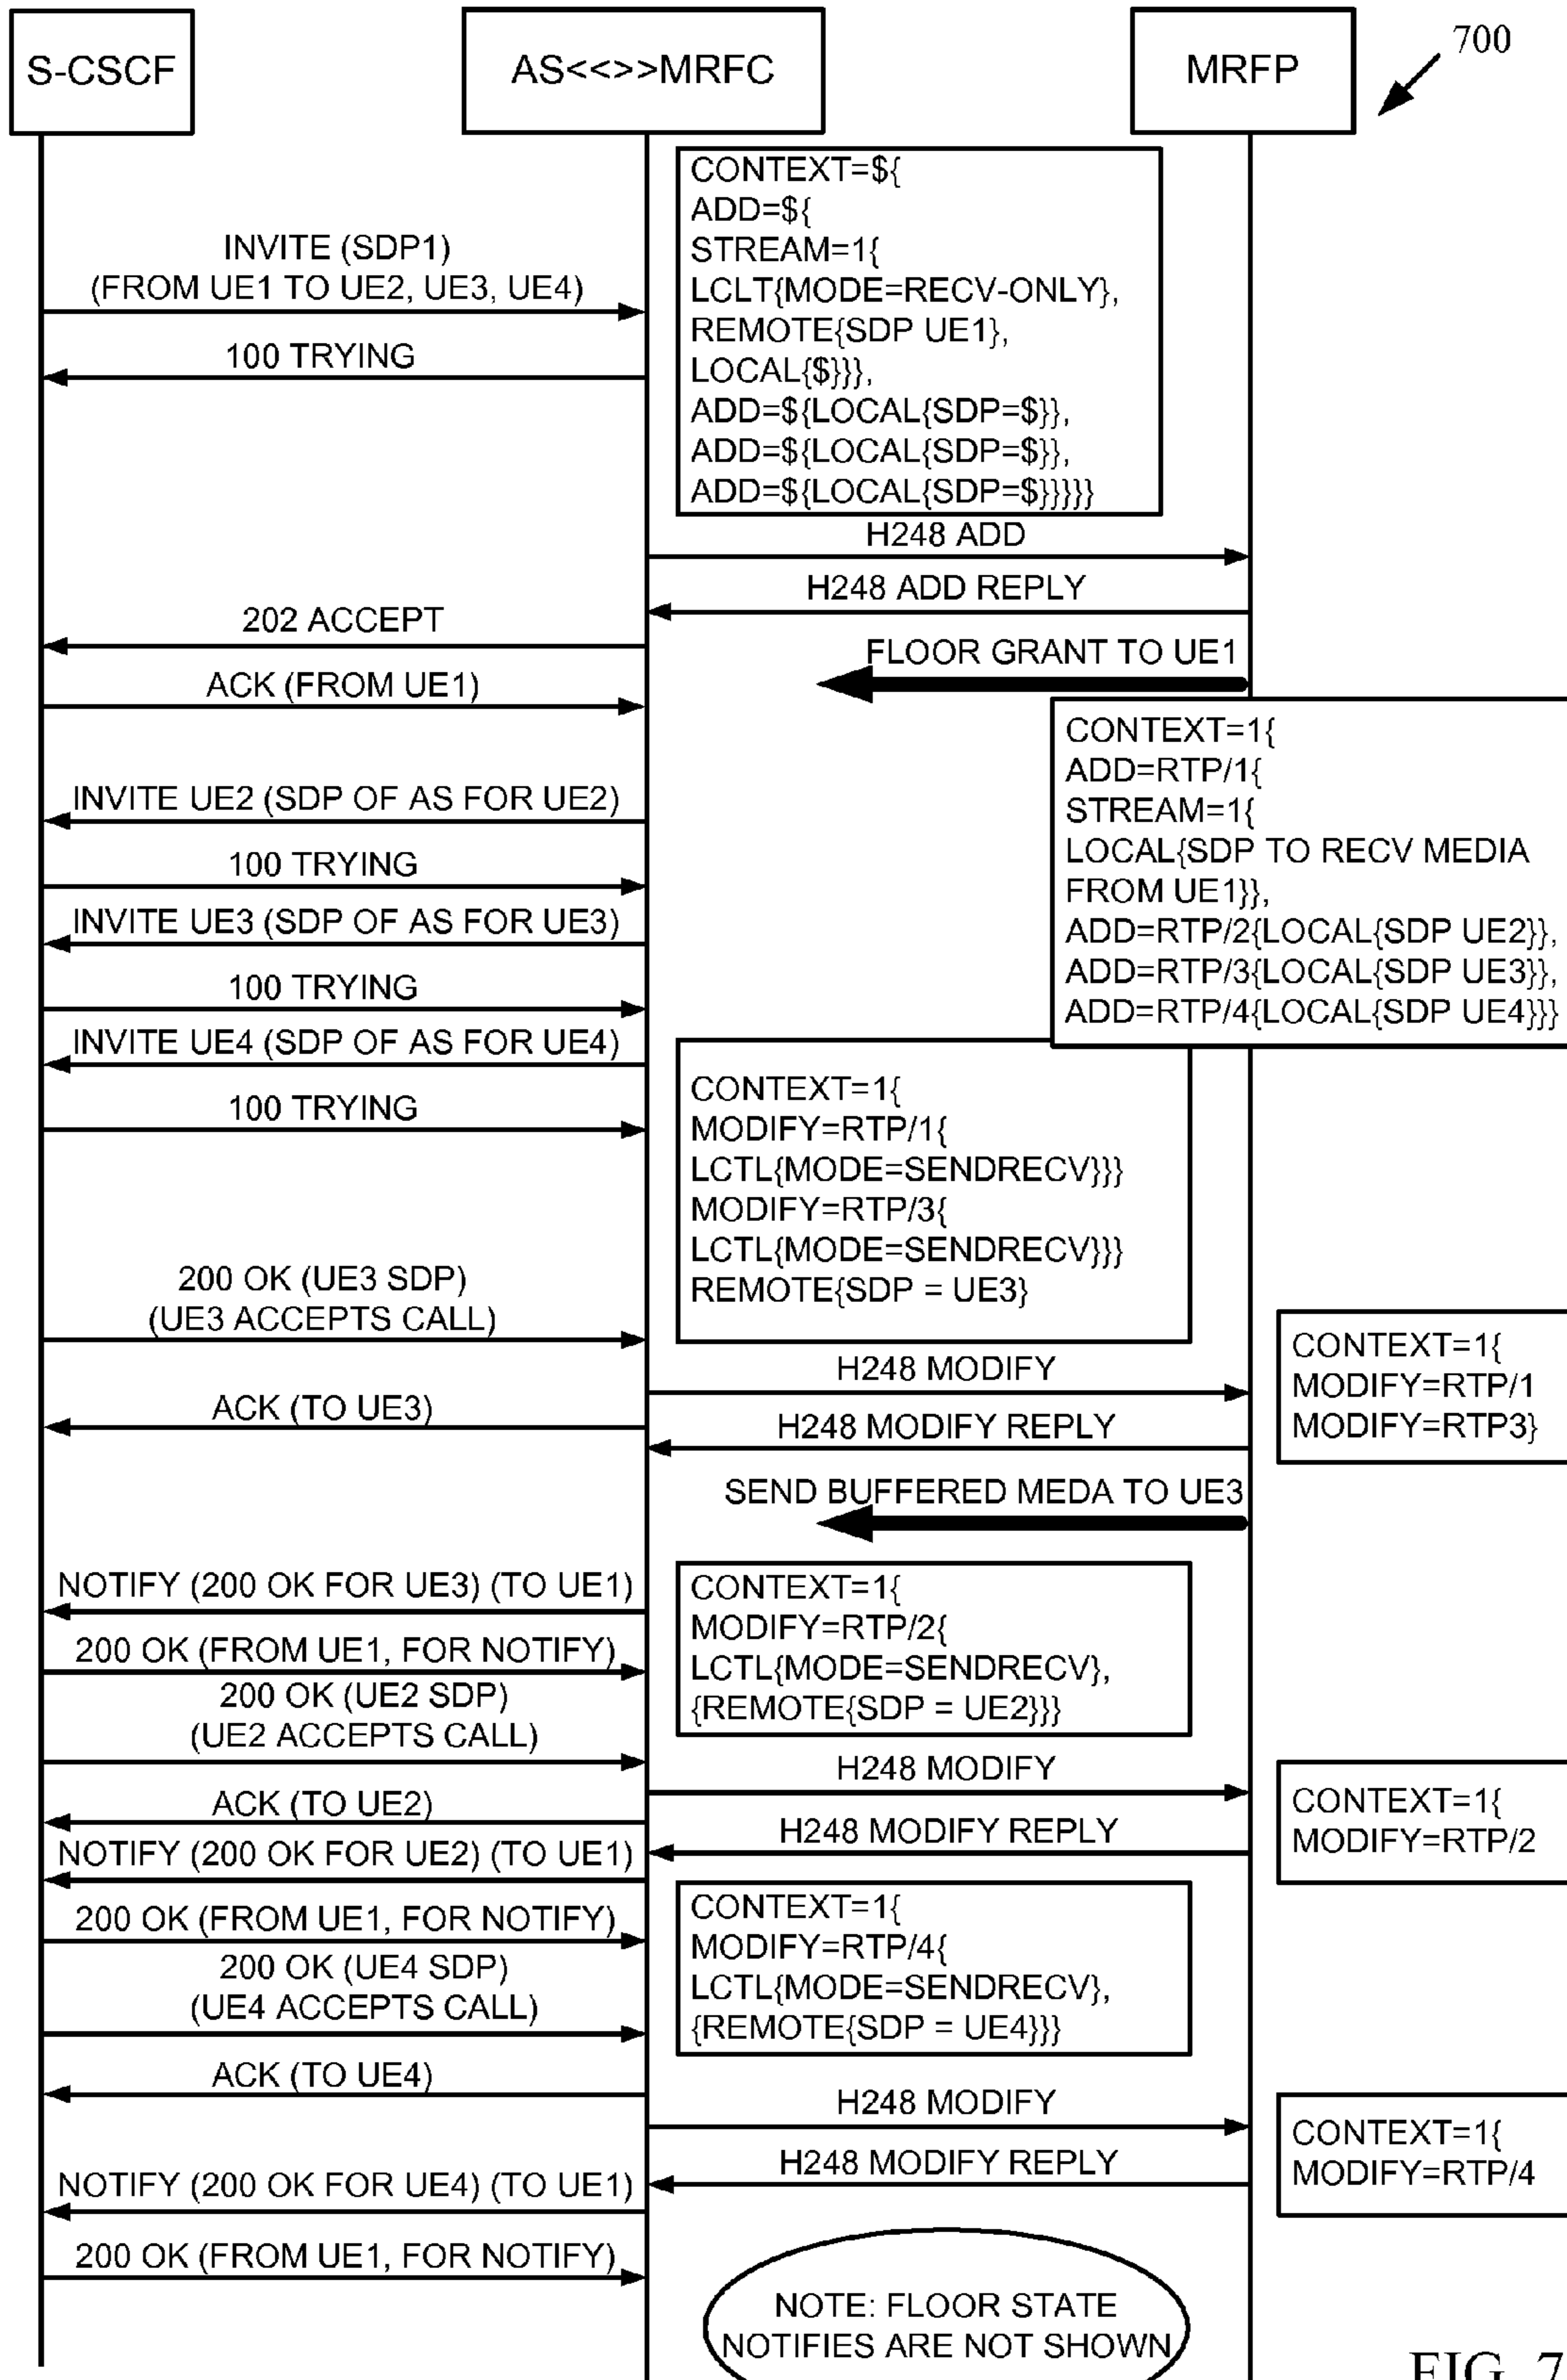 S-CSCF
AS<<>>MRFC
MRFP
700
CONTEXT=${
ADD=${
STREAM=1{
LCLT{MODE=RECV-ONLY},
REMOTE{SDP UE1},
LOCAL{$}}},
ADD=${LOCAL{SDP=$}},
ADD=${LOCAL{SDP=$}},
ADD=${LOCAL{SDP=$}}}}}
INVITE (SDP1)
(FROM UE1 TO UE2, UE3, UE4)
100 TRYING
H248 ADD
H248 ADD REPLY
202 ACCEPT
FLOOR GRANT TO UE1
ACK (FROM UE1)
CONTEXT=1{
ADD=RTP/1{
STREAM=1{
LOCAL{SDP TO RECV MEDIA
FROM UE1}},
ADD=RTP/2{LOCAL{SDP UE2}},
ADD=RTP/3{LOCAL{SDP UE3}},
ADD=RTP/4{LOCAL{SDP UE4}}}
INVITE UE2 (SDP OF AS FOR UE2)
100 TRYING
INVITE UE3 (SDP OF AS FOR UE3)
100 TRYING
INVITE UE4 (SDP OF AS FOR UE4)
100 TRYING
CONTEXT=1{
MODIFY=RTP/1{
LCTL{MODE=SENDRECV}}}
MODIFY=RTP/3{
LCTL{MODE=SENDRECV}}}
REMOTE{SDP = UE3}
200 OK (UE3 SDP)
(UE3 ACCEPTS CALL)
H248 MODIFY
CONTEXT=1{
MODIFY=RTP/1
MODIFY=RTP3}
ACK (TO UE3)
H248 MODIFY REPLY
SEND BUFFERED MEDA TO UE3
NOTIFY (200 OK FOR UE3) (TO UE1)
CONTEXT=1{
MODIFY=RTP/2{
LCTL{MODE=SENDRECV},
{REMOTE{SDP = UE2}}}
200 OK (FROM UE1, FOR NOTIFY)
200 OK (UE2 SDP)
(UE2 ACCEPTS CALL)
H248 MODIFY
CONTEXT=1{
MODIFY=RTP/2
ACK (TO UE2)
H248 MODIFY REPLY
NOTIFY (200 OK FOR UE2) (TO UE1)
CONTEXT=1{
MODIFY=RTP/4{
LCTL{MODE=SENDRECV},
{REMOTE{SDP = UE4}}}
200 OK (FROM UE1, FOR NOTIFY)
200 OK (UE4 SDP)
(UE4 ACCEPTS CALL)
ACK (TO UE4)
H248 MODIFY
CONTEXT=1{
MODIFY=RTP/4
H248 MODIFY REPLY
NOTIFY (200 OK FOR UE4) (TO UE1)
200 OK (FROM UE1, FOR NOTIFY)
NOTE: FLOOR STATE
NOTIFIES ARE NOT SHOWN
FIG. 7